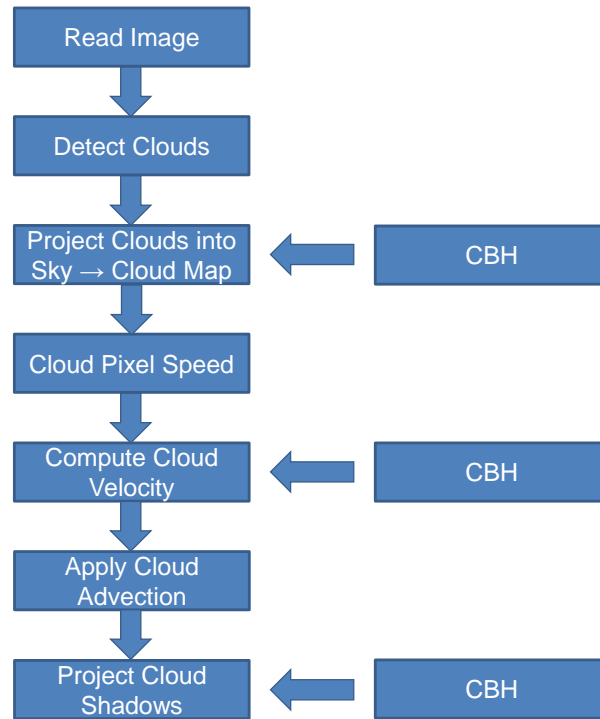 Read Image
Detect Clouds
Project Clouds into
Sky → Cloud Map
CBH
Cloud Pixel Speed
Compute Cloud
Velocity
CBH
Apply Cloud
Advection
Project Cloud
Shadows
CBH